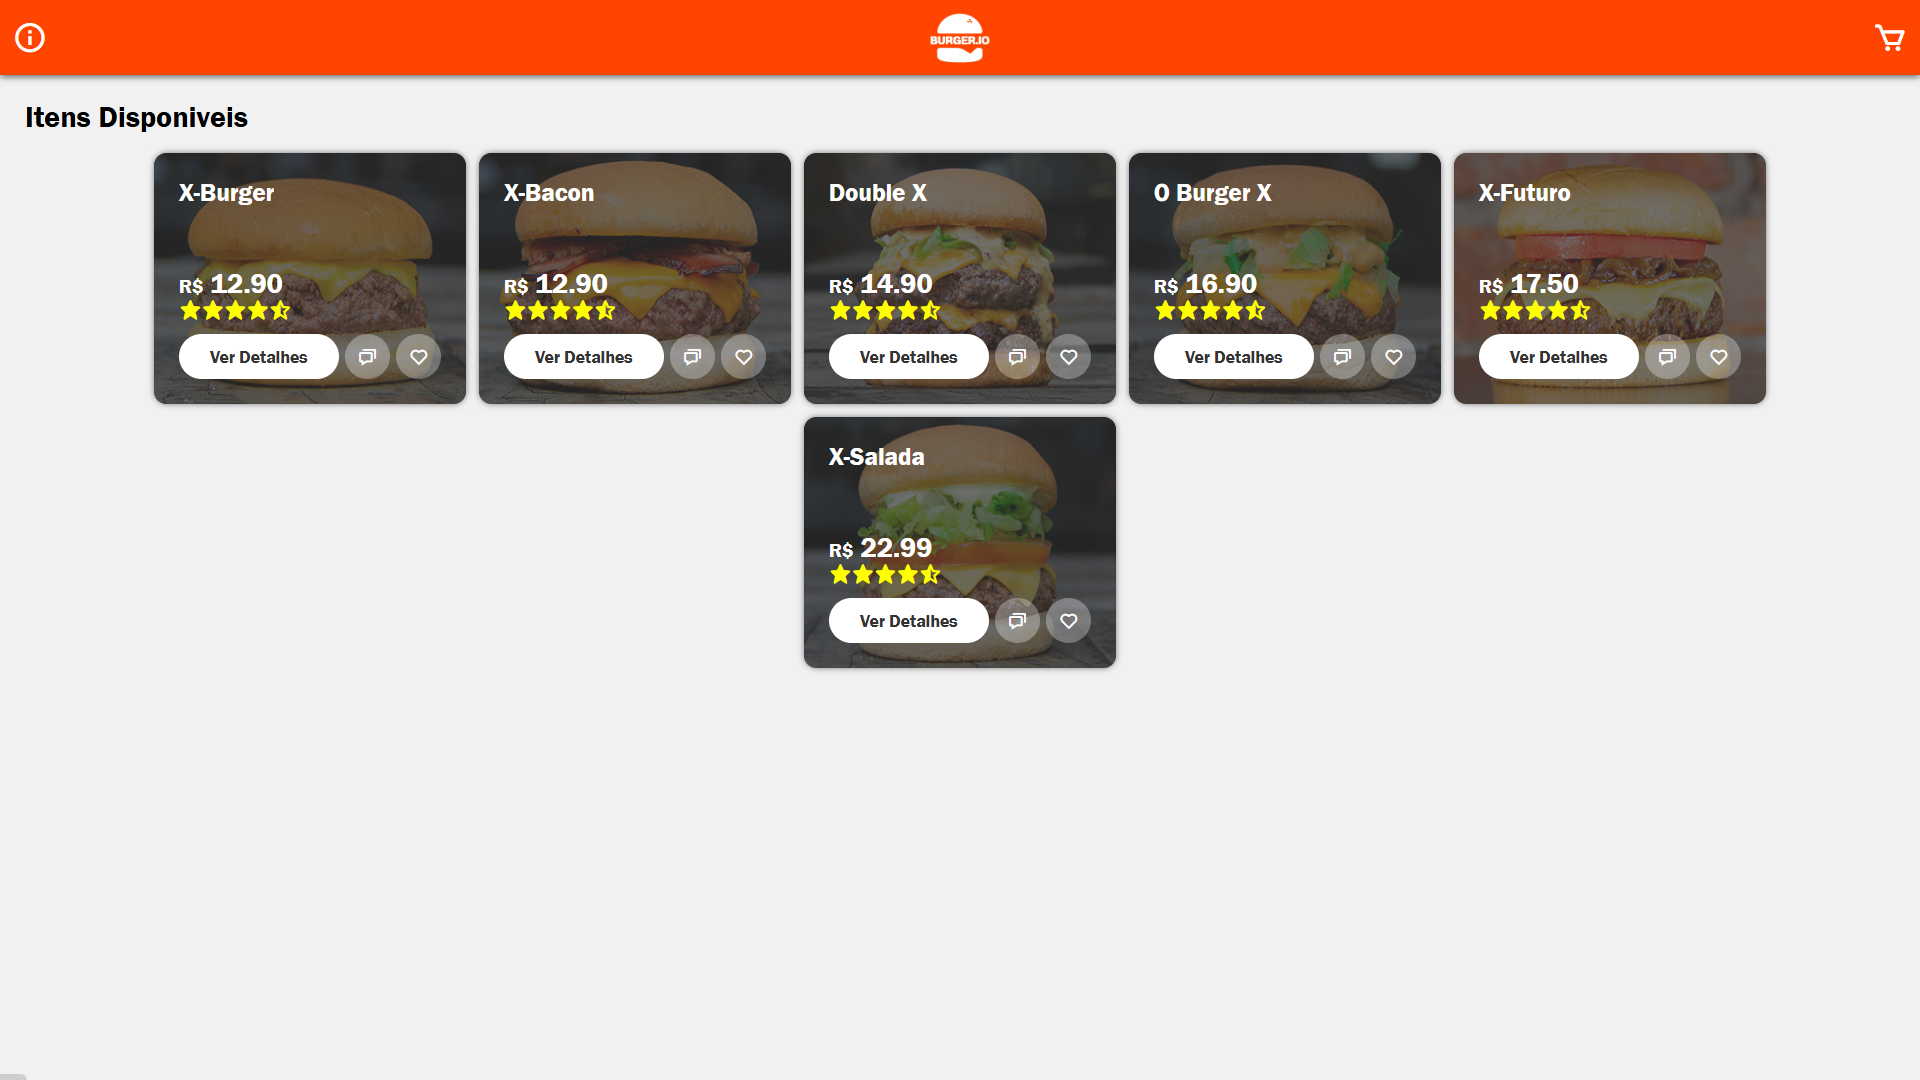 BURGER.IO
Itens Disponiveis
X-Burger
R$ 12.90
Ver Detalhes
X-Bacon
R$ 12.90
Ver Detalhes
Double X
R$ 14.90
Ver Detalhes
O Burger X
R$ 16.90
Ver Detalhes
X-Futuro
R$ 17.50
Ver Detalhes
X-Salada
R$ 22.99
Ver Detalhes